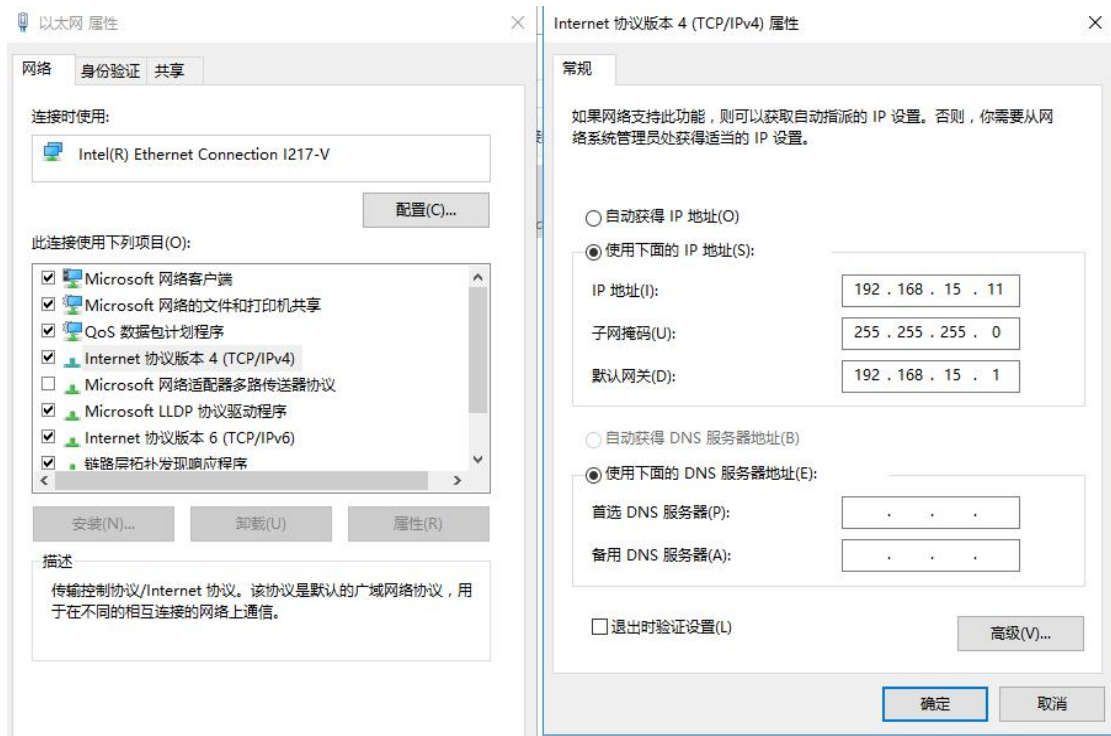 以太网 属性
网络
身份验证
共享
连接时使用:
Intel(R) Ethernet Connection I217-V
配置(C)...
此连接使用下列项目(O):
Microsoft 网络客户端
Microsoft 网络的文件和打印机共享
QoS 数据包计划程序
Internet 协议版本 4 (TCP/IPv4)
Microsoft 网络适配器多路传送器协议
Microsoft LLDP 协议驱动程序
Internet 协议版本 6 (TCP/IPv6)
链路层拓扑发现响应程序
安装(N)...
卸载(U)
属性(R)
描述
传输控制协议/Internet 协议。该协议是默认的广域网络协议，用
于在不同的相互连接的网络上通信。
Internet 协议版本 4 (TCP/IPv4) 属性
常规
如果网络支持此功能，则可以获取自动指派的 IP 设置。否则，你需要从网
络系统管理员处获得适当的 IP 设置。
自动获得 IP 地址(O)
使用下面的 IP 地址(S):
IP 地址(I):
192 . 168 . 15 . 11
子网掩码(U):
255 . 255 . 255 . 0
默认网关(D):
192 . 168 . 15 . 1
自动获得 DNS 服务器地址(B)
使用下面的 DNS 服务器地址(E):
首选 DNS 服务器(P):
. . .
备用 DNS 服务器(A):
. . .
退出时验证设置(L)
高级(V)...
确定
取消